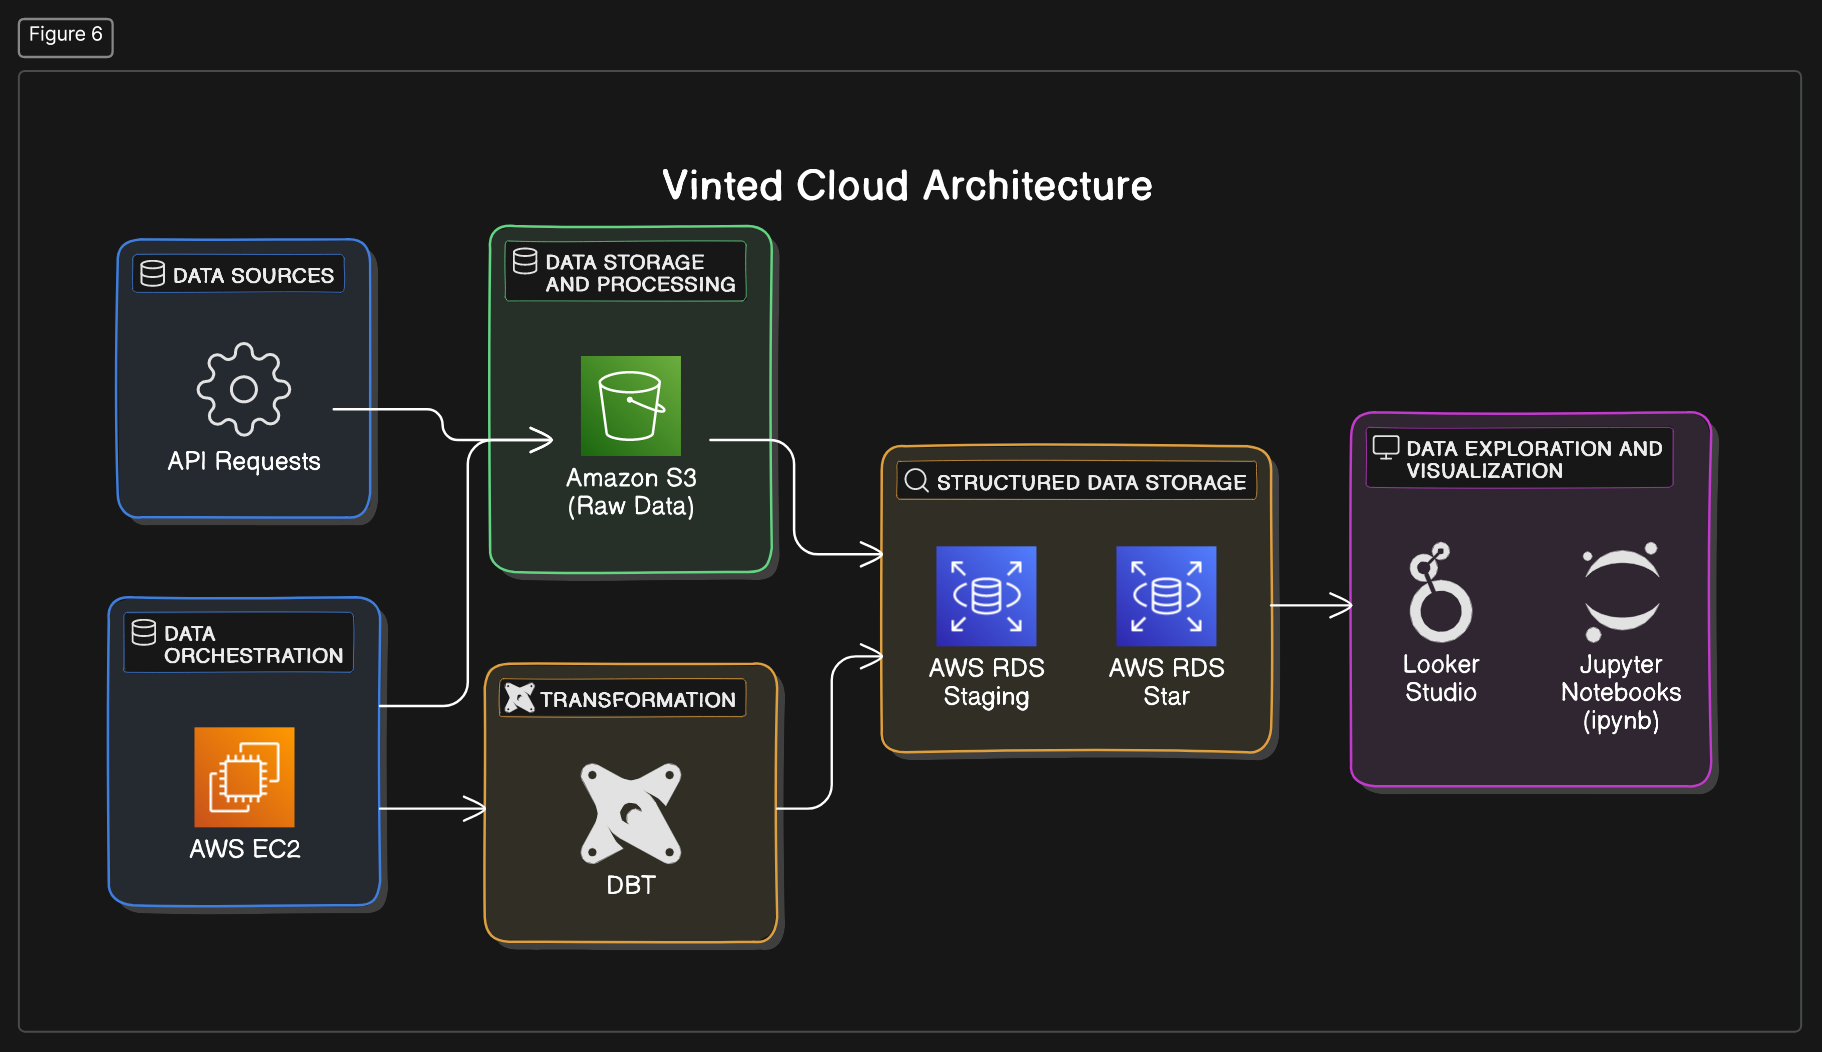 Figure 6
Vinted Cloud Architecture
DATA SOURCES
API Requests
DATA STORAGE
AND PROCESSING
Amazon S3
(Raw Data)
DATA
ORCHESTRATION
AWS EC2
TRANSFORMATION
DBT
STRUCTURED DATA STORAGE
AWS RDS
Staging
AWS RDS
Star
DATA EXPLORATION AND
VISUALIZATION
Looker
Studio
Jupyter
Notebooks
(ipynb)